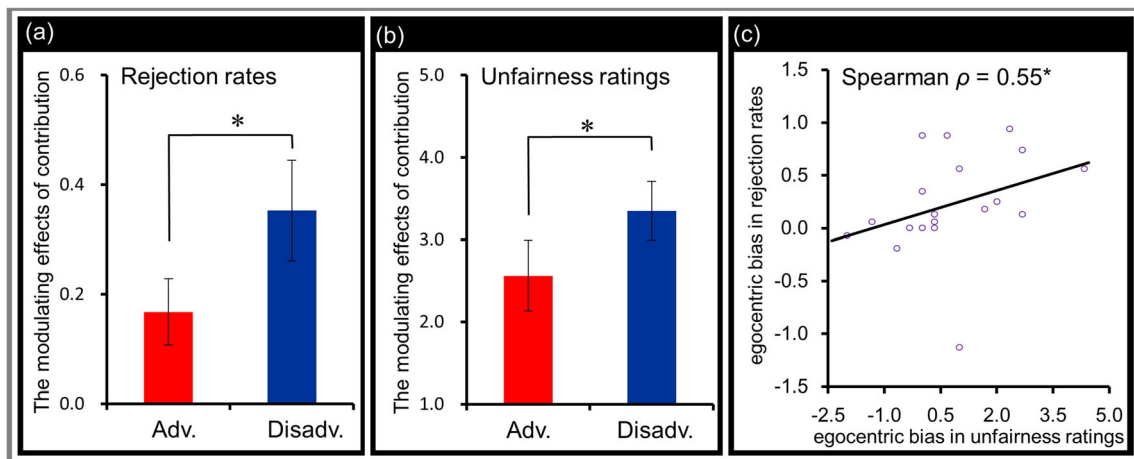 (a)
Rejection rates
The modulating effects of contribution
0.6
0.4
0.2
0.0
*
Adv.
Disadv.
(b)
Unfairness ratings
The modulating effects of contribution
5.0
4.0
3.0
2.0
1.0
*
Adv.
Disadv.
(c)
Spearman ρ = 0.55*
egocentric bias in rejection rates
1.5
1.0
0.5
0.0
-0.5
-1.0
-1.5
-2.5 -1.0 0.5 2.0 3.5 5.0
egocentric bias in unfairness ratings